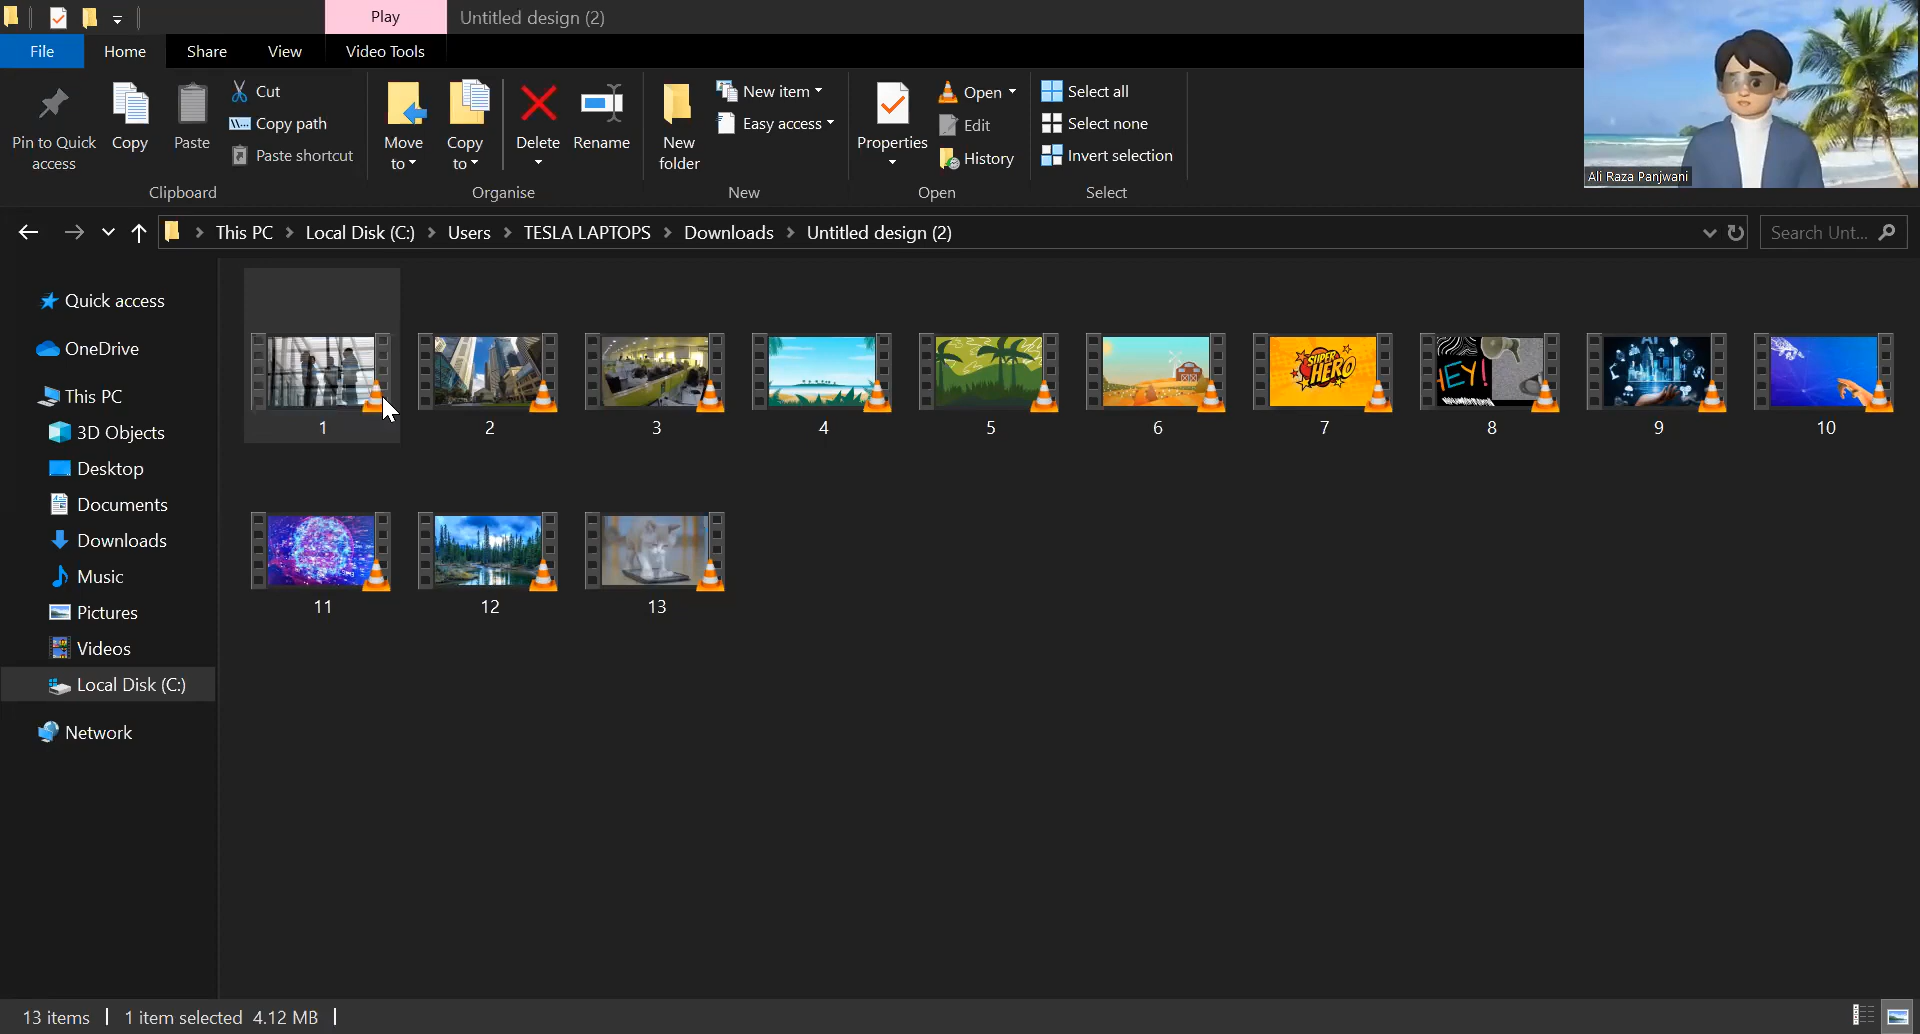 Play
Untitled design (2)
File
Home
Share
View
Video Tools
Pin to Quick access
Copy
Paste
Cut
Copy path
Paste shortcut
Clipboard
Move to
Copy to
Delete
Rename
Organise
New folder
New item
Easy access
New
Properties
Open
Edit
History
Open
Select all
Select none
Invert selection
Select
Ali Raza Panjwani
This PC
Local Disk (C:)
Users
TESLA LAPTOPS
Downloads
Untitled design (2)
Search Unt...
Quick access
OneDrive
This PC
3D Objects
Desktop
Documents
Downloads
Music
Pictures
Videos
Local Disk (C:)
Network
SUPER
HERO
HEY!
AI
1
2
3
4
5
6
7
8
9
10
11
12
13
13 items
1 item selected 4.12 MB